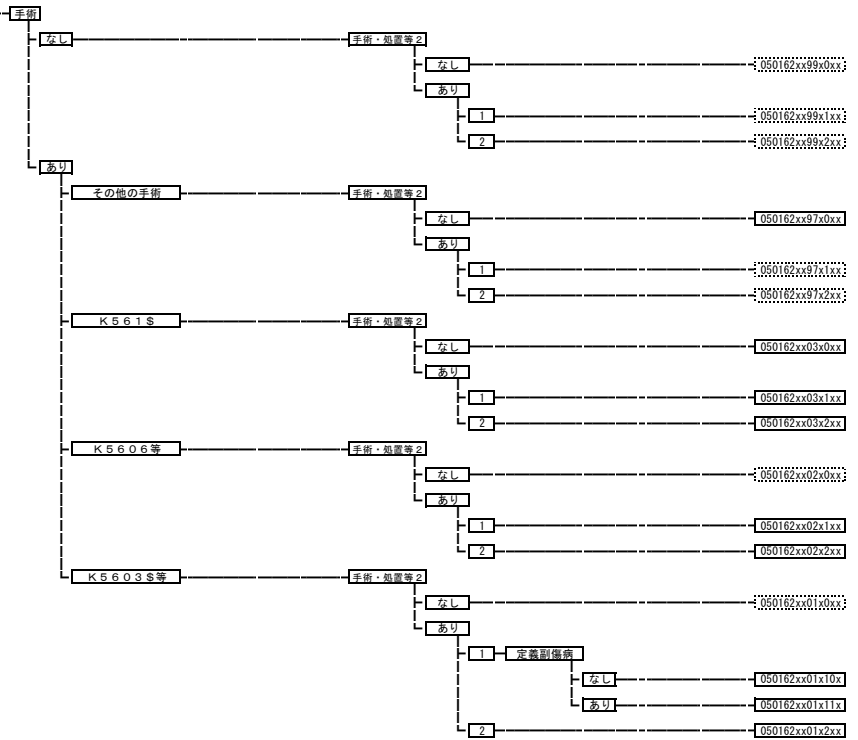 手術
なし 手術・処置等2
なし 050162xx99x0xx
あり
1 050162xx99x1xx
2 050162xx99x2xx
あり
その他の手術 手術・処置等2
なし 050162xx97x0xx
あり
1 050162xx97x1xx
2 050162xx97x2xx
K561$ 手術・処置等2
なし 050162xx03x0xx
あり
1 050162xx03x1xx
2 050162xx03x2xx
K5606等 手術・処置等2
なし 050162xx02x0xx
あり
1 050162xx02x1xx
2 050162xx02x2xx
K5603$等 手術・処置等2
なし 050162xx01x0xx
あり
1 定義副傷病
なし 050162xx01x10x
あり 050162xx01x11x
2 050162xx01x2xx